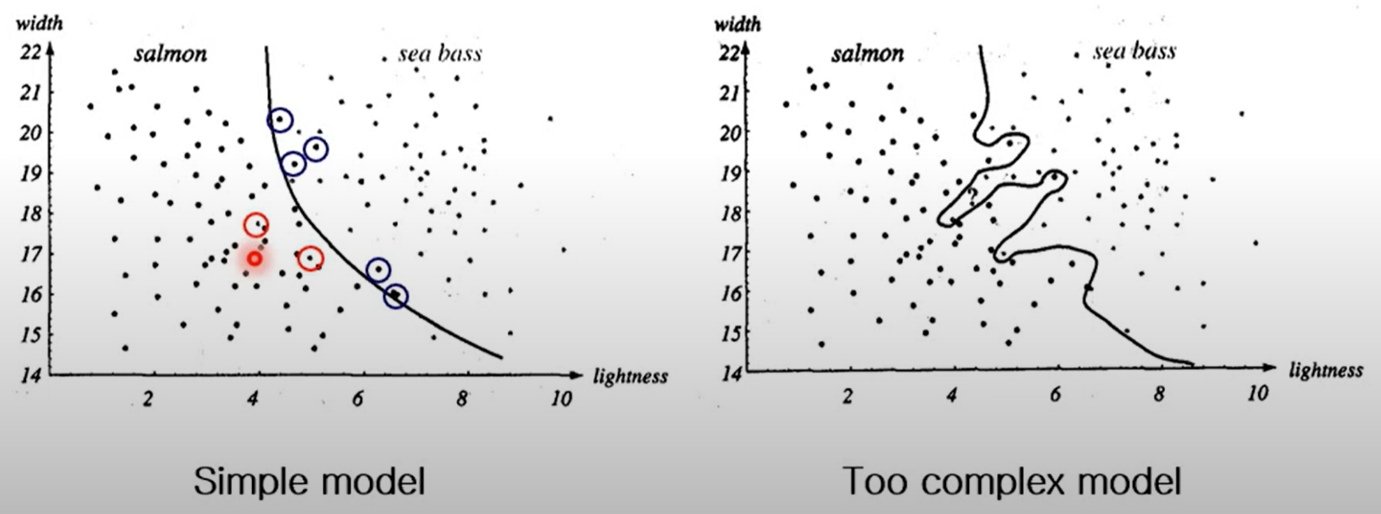 width
salmon
sea bass
22
21
20
19
18
17
16
15
14
2
4
6
8
10
lightness
Simple model
width
salmon
sea bass
22
21
20
19
18
17
16
15
14
?
2
4
6
8
10
lightness
Too complex model